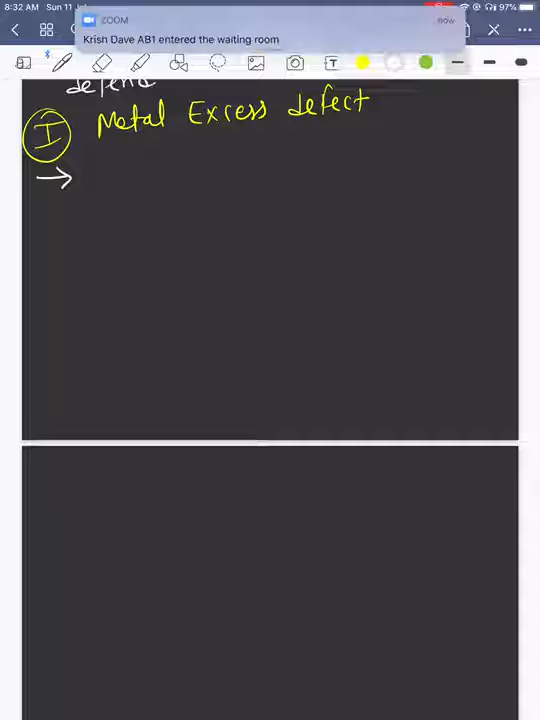 8:32 AM Sun 11
97%
ZOOM
now
Krish Dave AB1 entered the waiting room
I Metal Excess defect
→